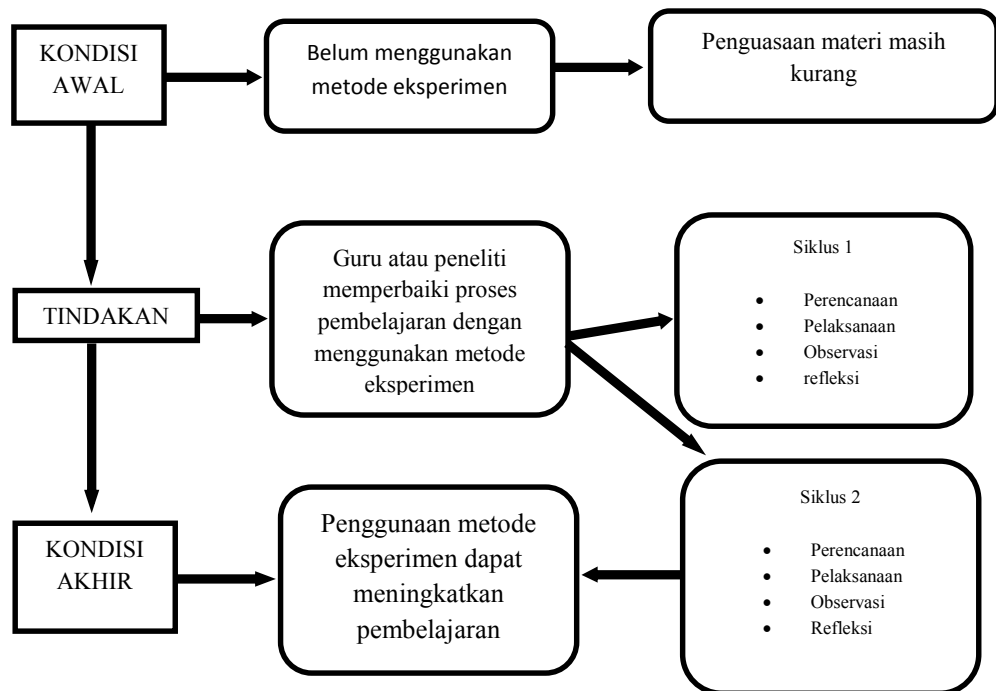 KONDISI
AWAL
Belum menggunakan
metode eksperimen
Penguasaan materi masih
kurang
TINDAKAN
Guru atau peneliti
memperbaiki proses
pembelajaran dengan
menggunakan metode
eksperimen
Siklus 1
• Perencanaan
• Pelaksanaan
• Observasi
• refleksi
KONDISI
AKHIR
Penggunaan metode
eksperimen dapat
meningkatkan
pembelajaran
Siklus 2
• Perencanaan
• Pelaksanaan
• Observasi
• Refleksi